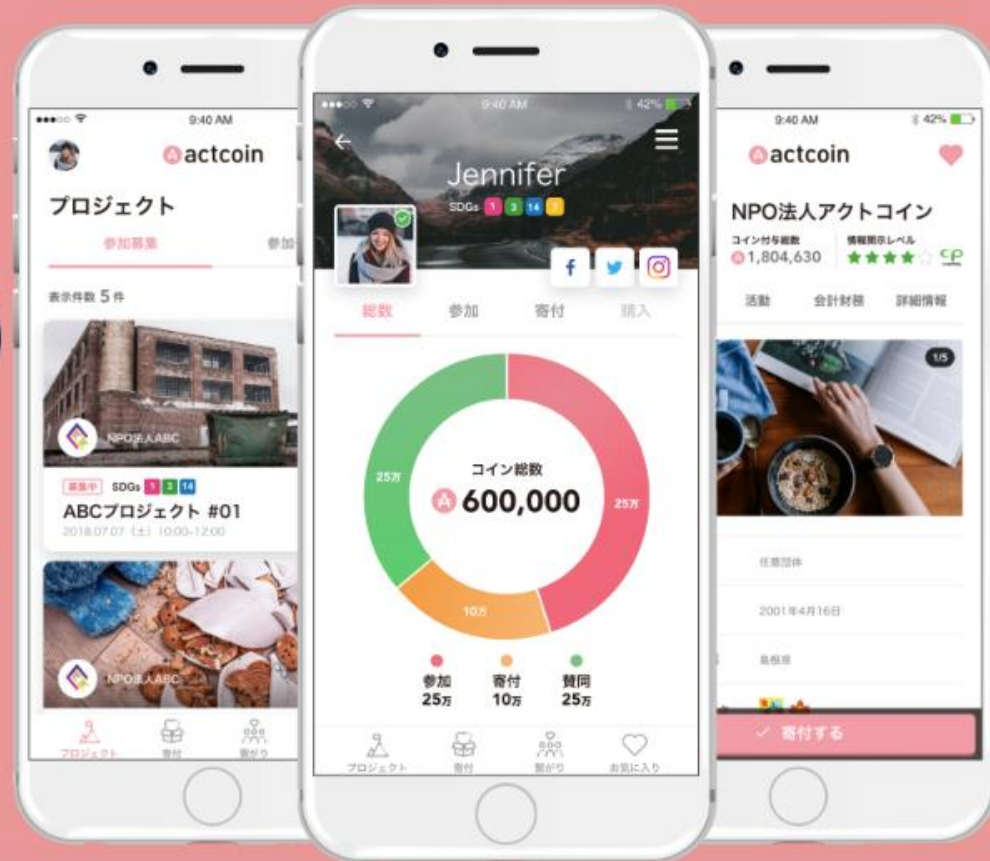 9:40 AM
actcoin
プロジェクト
参加募集
参加
表示件数 5 件
NPO法人ABC
募集中 SDGs 1 3 14
ABCプロジェクト #01
2018.07.07 (土) 10:00-12:00
NPO法人ABC
プロジェクト
寄付
繋がり
9:40 AM
42%
Jennifer
SDGs 1 3 14 7
総数
参加
寄付
購入
コイン総数
600,000
25万
25万
10万
参加
25万
寄付
10万
賛同
25万
プロジェクト
寄付
繋がり
お気に入り
9:40 AM
42%
actcoin
NPO法人アクトコイン
コイン付与総数
1,804,630
情報開示レベル
活動
会計財務
詳細情報
1/5
任意団体
2001年4月16日
島根県
寄付する